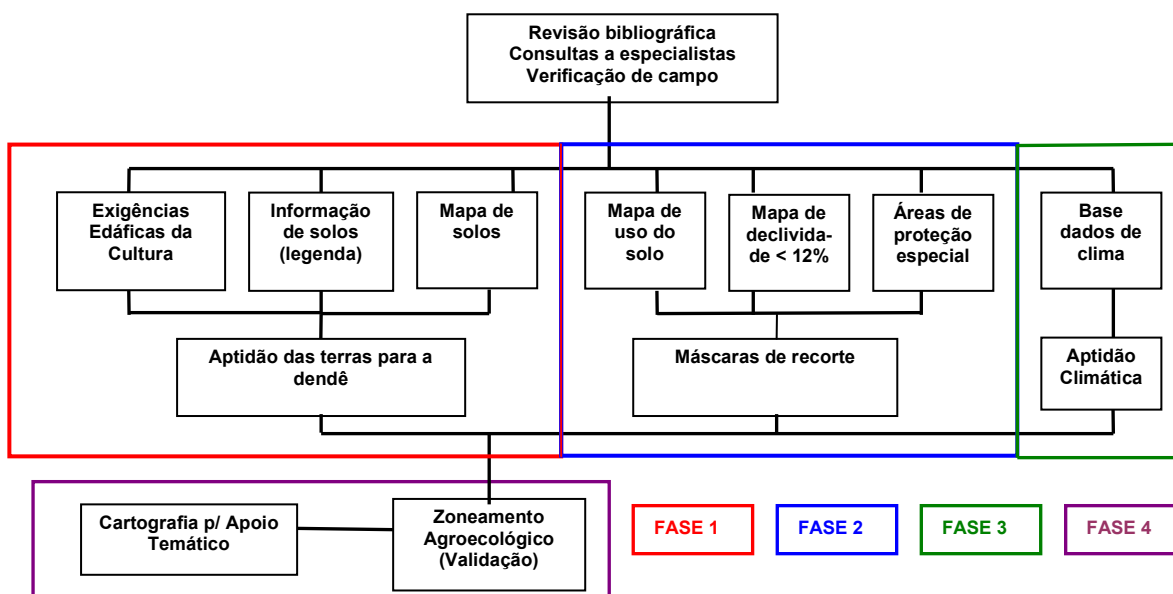 Revisão bibliográfica
Consultas a especialistas
Verificação de campo
Exigências
Edáficas da
Cultura
Informação
de solos
(legenda)
Mapa de
solos
Mapa de
uso do
solo
Mapa de
declivida-
de < 12%
Áreas de
proteção
especial
Base
dados de
clima
Aptidão das terras para a
dendê
Máscaras de recorte
Aptidão
Climática
Cartografia p/ Apoio
Temático
Zoneamento
Agroecológico
(Validação)
FASE 1
FASE 2
FASE 3
FASE 4